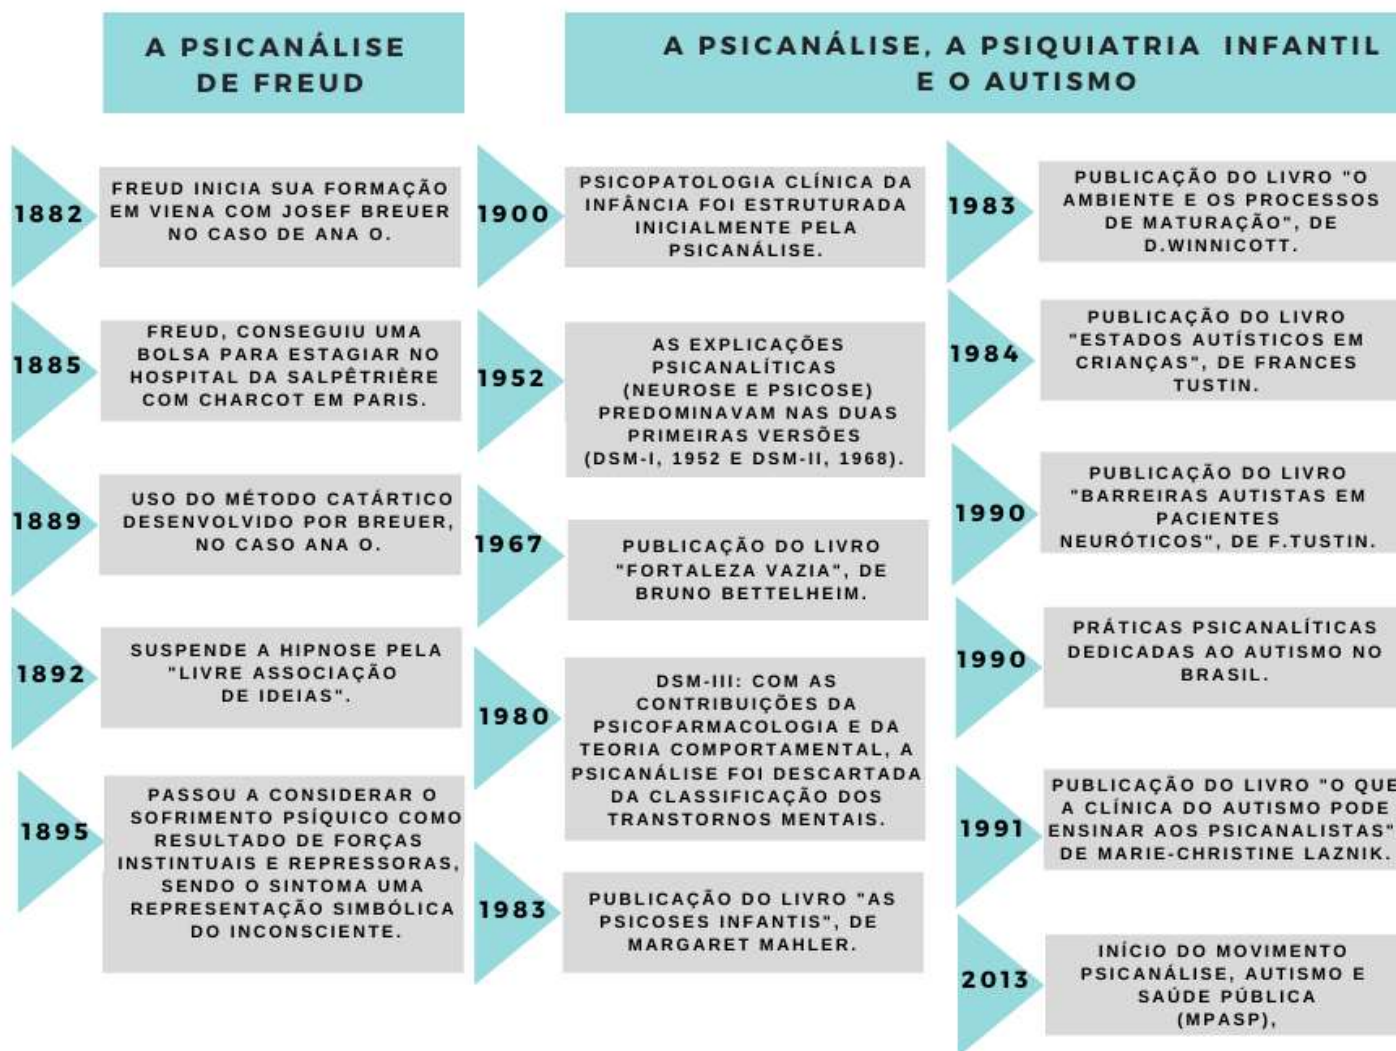 A PSICANÁLISE
DE FREUD
1882
FREUD INICIA SUA FORMAÇÃO
EM VIENA COM JOSEF BREUER
NO CASO DE ANA O.
1885
FREUD, CONSEGUIU UMA
BOLSA PARA ESTAGIAR NO
HOSPITAL DA SALPÊTRIÈRE
COM CHARCOT EM PARIS.
1889
USO DO MÉTODO CATÁRTICO
DESENVOLVIDO POR BREUER,
NO CASO ANA O.
1892
SUSPENDE A HIPNOSE PELA
"LIVRE ASSOCIAÇÃO
DE IDEIAS".
1895
PASSOU A CONSIDERAR O
SOFRIMENTO PSÍQUICO COMO
RESULTADO DE FORÇAS
INSTINTUAIS E REPRESSORAS,
SENDO O SINTOMA UMA
REPRESENTAÇÃO SIMBÓLICA
DO INCONSCIENTE.
A PSICANÁLISE, A PSIQUIATRIA INFANTIL
E O AUTISMO
1900
PSICOPATOLOGIA CLÍNICA DA
INFÂNCIA FOI ESTRUTURADA
INICIALMENTE PELA
PSICANÁLISE.
1952
AS EXPLICAÇÕES
PSICANALÍTICAS
(NEUROSE E PSICOSE)
PREDOMINAVAM NAS DUAS
PRIMEIRAS VERSÕES
(DSM-I, 1952 E DSM-II, 1968).
1967
PUBLICAÇÃO DO LIVRO
"FORTALEZA VAZIA", DE
BRUNO BETTELHEIM.
1980
DSM-III: COM AS
CONTRIBUIÇÕES DA
PSICOFARMACOLOGIA E DA
TEORIA COMPORTAMENTAL, A
PSICANÁLISE FOI DESCARTADA
DA CLASSIFICAÇÃO DOS
TRANSTORNOS MENTAIS.
1983
PUBLICAÇÃO DO LIVRO "AS
PSICOSES INFANTIS", DE
MARGARET MAHLER.
1983
PUBLICAÇÃO DO LIVRO "O
AMBIENTE E OS PROCESSOS
DE MATURAÇÃO", DE
D.WINNICOTT.
1984
PUBLICAÇÃO DO LIVRO
"ESTADOS AUTÍSTICOS EM
CRIANÇAS", DE FRANCES
TUSTIN.
1990
PUBLICAÇÃO DO LIVRO
"BARREIRAS AUTISTAS EM
PACIENTES
NEURÓTICOS", DE F.TUSTIN.
1990
PRÁTICAS PSICANALÍTICAS
DEDICADAS AO AUTISMO NO
BRASIL.
1991
PUBLICAÇÃO DO LIVRO "O QUE
A CLÍNICA DO AUTISMO PODE
ENSINAR AOS PSICANALISTAS"
DE MARIE-CHRISTINE LAZNIK.
2013
INÍCIO DO MOVIMENTO
PSICANÁLISE, AUTISMO E
SAÚDE PÚBLICA
(MPASP),